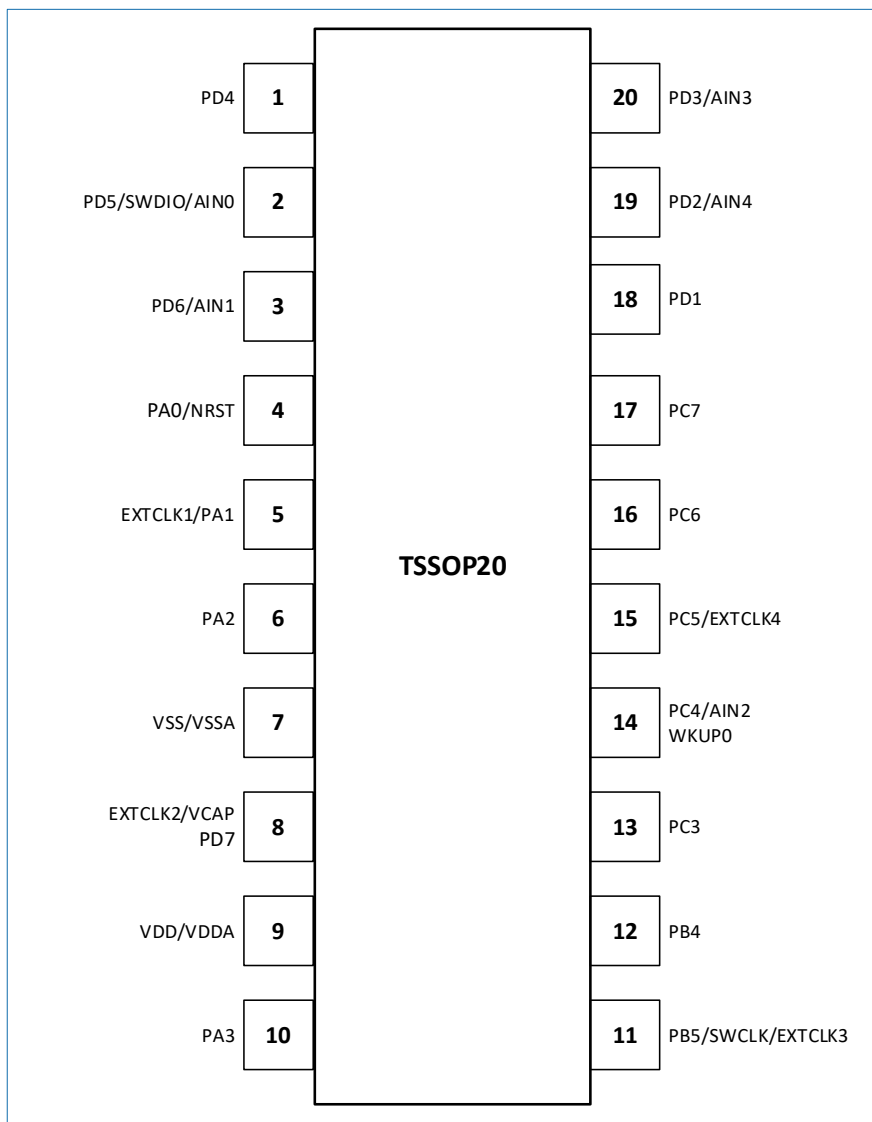 PD4 1
20 PD3/AIN3
PD5/SWDIO/AIN0 2
19 PD2/AIN4
PD6/AIN1 3
18 PD1
PA0/NRST 4
17 PC7
EXTCLK1/PA1 5
16 PC6
TSSOP20
PA2 6
15 PC5/EXTCLK4
VSS/VSSA 7
14 PC4/AIN2
WKUP0
EXTCLK2/VCAP
PD7 8
13 PC3
VDD/VDDA 9
12 PB4
PA3 10
11 PB5/SWCLK/EXTCLK3